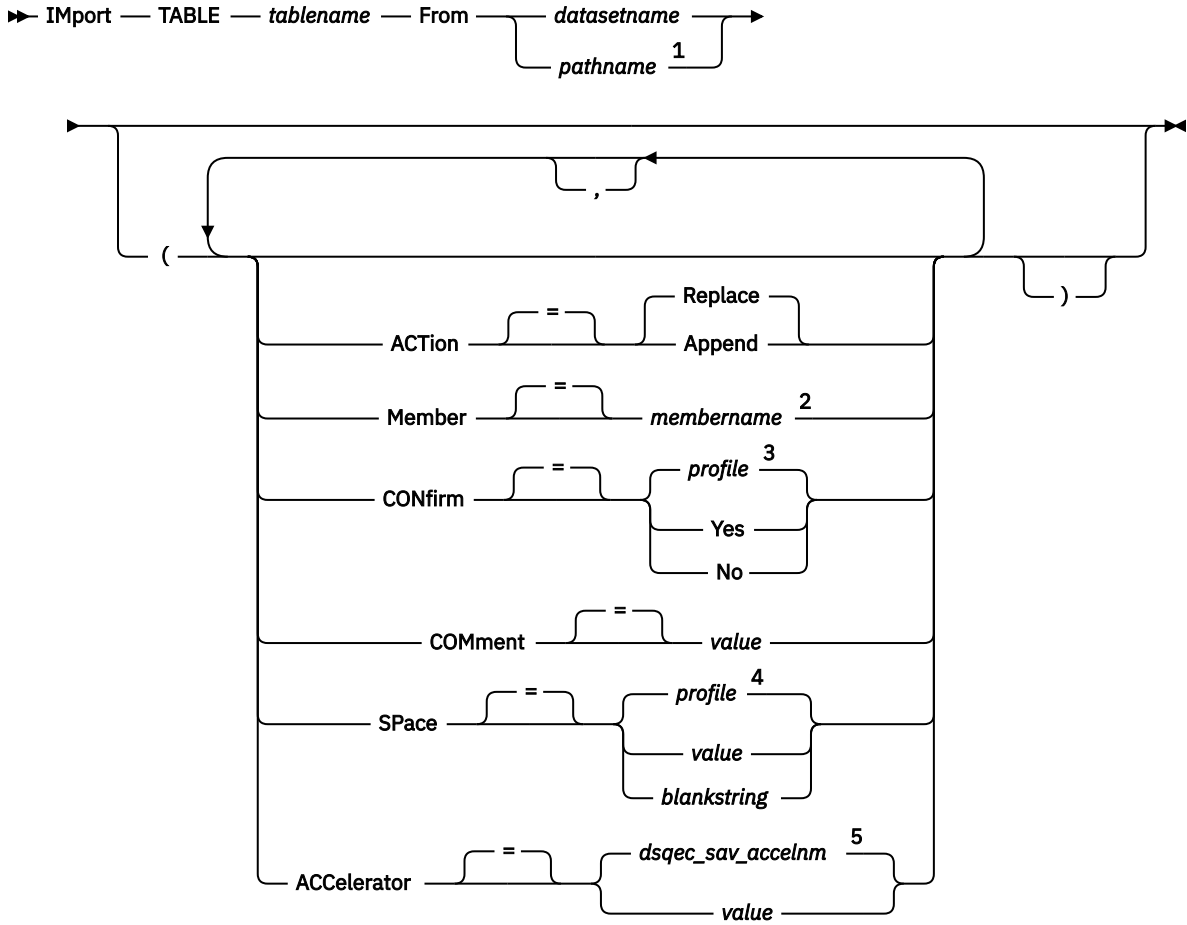 IMport TABLE tablename From datasetname
pathname 1
,
(
)
Replace
ACTion = Append
Member = membername 2
profile 3
CONfirm = Yes
No
COMment = value
profile 4
SPace = value
blankstring
dsqec_sav_accelnm 5
ACCelerator = value